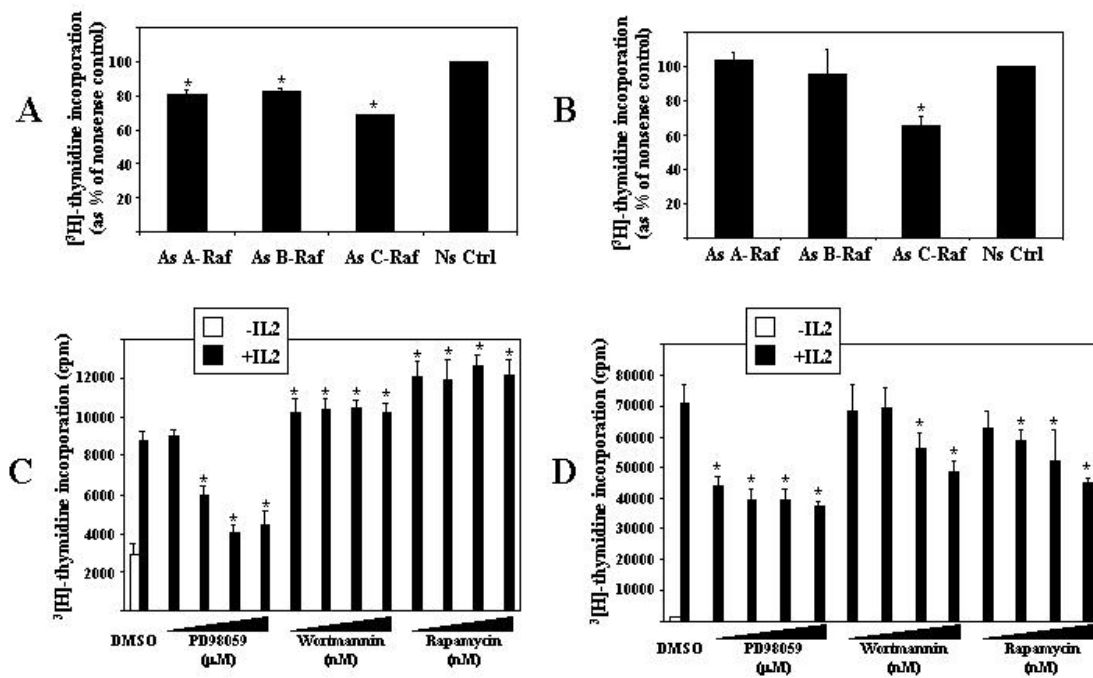 A
[³H]-thymidine incorporation
(as % of nonsense control)
100
80
60
40
20
* * *
As A-Raf As B-Raf As C-Raf Ns Ctrl
B
[³H]-thymidine incorporation
(as % of nonsense control)
100
80
60
40
20
*
As A-Raf As B-Raf As C-Raf Ns Ctrl
C
-IL2
+IL2
³[H]-thymidine incorporation (cpm)
12000
10000
8000
6000
4000
2000
* * * * * * * * * * *
DMSO PD98059 Wortmannin Rapamycin
(µM) (nM) (nM)
D
-IL2
+IL2
³[H]-thymidine incorporation (cpm)
80000
70000
60000
50000
40000
30000
20000
10000
* * * * * * * * *
DMSO PD98059 Wortmannin Rapamycin
(µM) (nM) (nM)